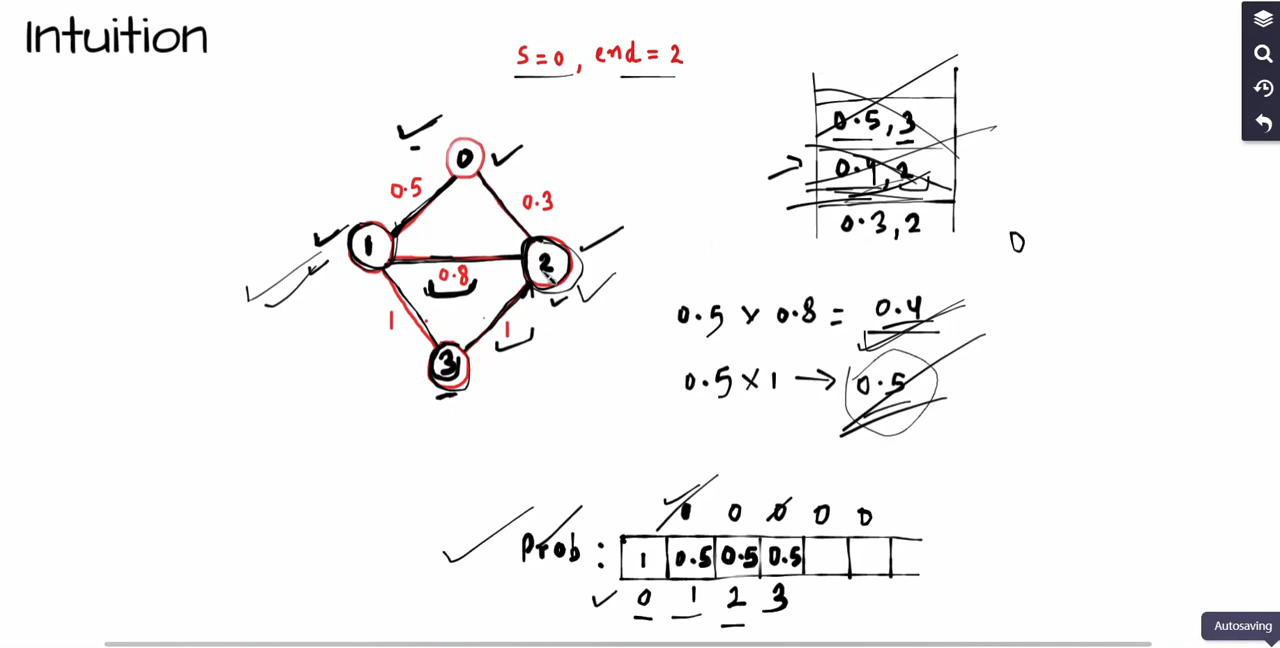 Intuition
s=0, end=2
0
0.5
0.3
1
2
0.8
1
1
3
0.5, 3
0.4, 2
0.3, 2
0
0.5 × 0.8 = 0.4
0.5 × 1 → 0.5
0 0 0 0 0
Prob : 1 0.5 0.5 0.5
0 1 2 3
Autosaving